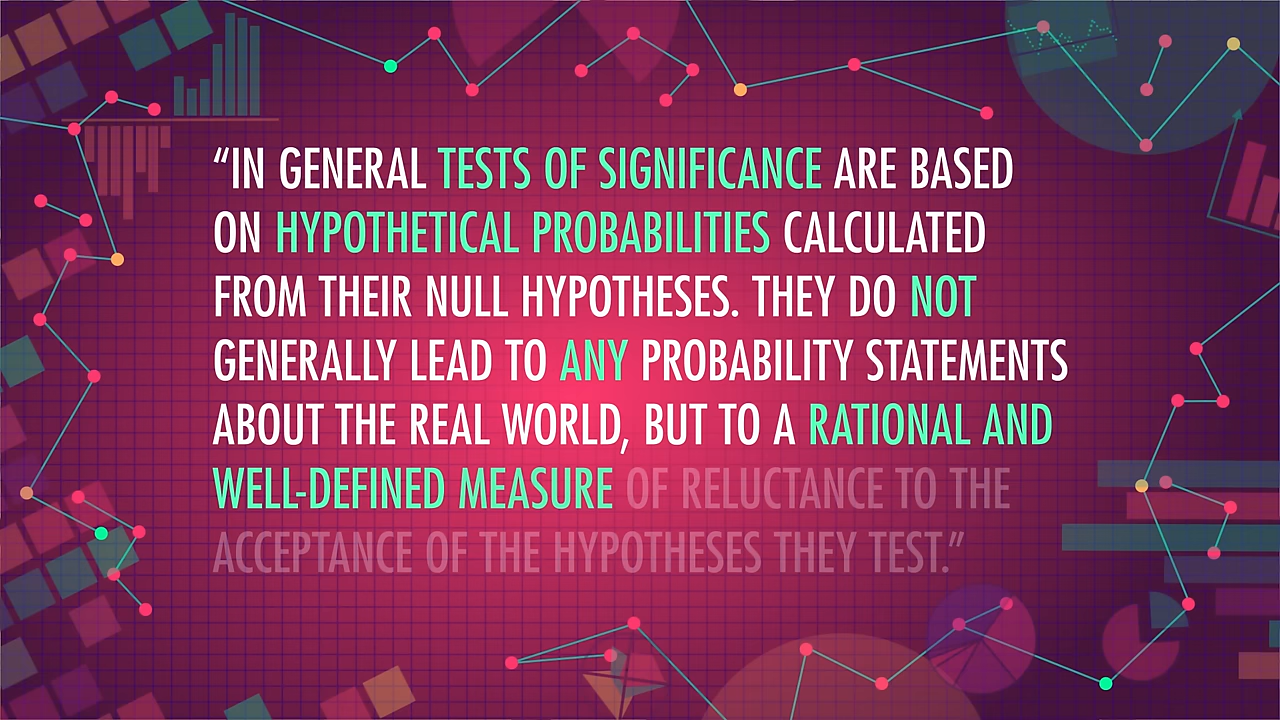 “IN GENERAL TESTS OF SIGNIFICANCE ARE BASED
ON HYPOTHETICAL PROBABILITIES CALCULATED
FROM THEIR NULL HYPOTHESES. THEY DO NOT
GENERALLY LEAD TO ANY PROBABILITY STATEMENTS
ABOUT THE REAL WORLD, BUT TO A RATIONAL AND
WELL-DEFINED MEASURE OF RELUCTANCE TO THE
ACCEPTANCE OF THE HYPOTHESES THEY TEST.”